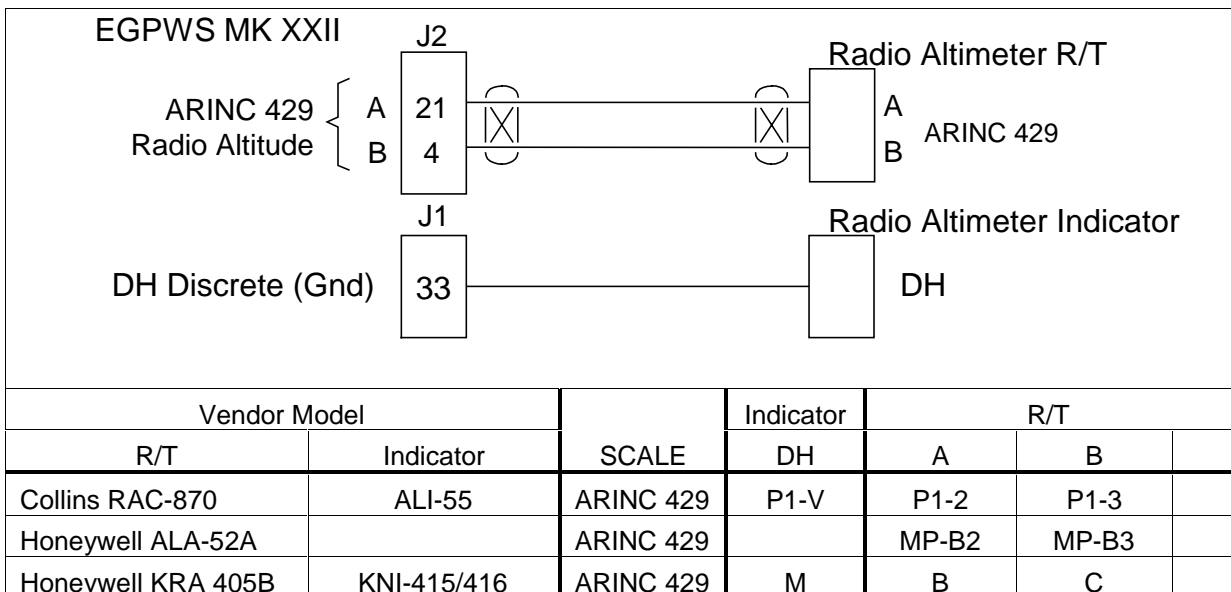 EGPWS MK XXII
J2
Radio Altimeter R/T
ARINC 429
Radio Altitude
A 21
B 4
A
B
ARINC 429
J1
Radio Altimeter Indicator
DH Discrete (Gnd) 33 DH
Vendor Model Indicator R/T
R/T Indicator SCALE DH A B
Collins RAC-870 ALI-55 ARINC 429 P1-V P1-2 P1-3
Honeywell ALA-52A ARINC 429 MP-B2 MP-B3
Honeywell KRA 405B KNI-415/416 ARINC 429 M B C